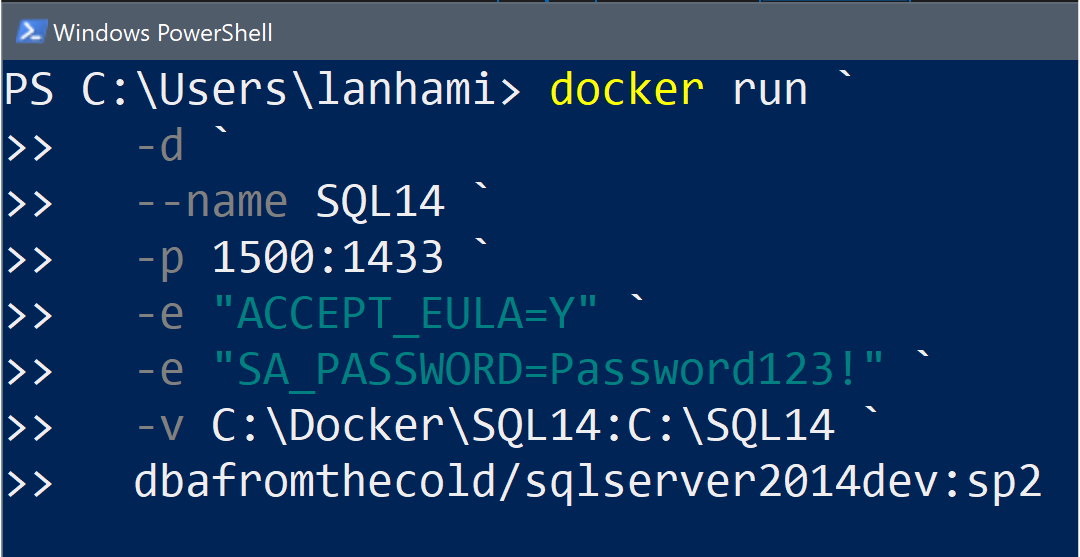 Windows PowerShell
PS C:\Users\lanhami> docker run `
>>   -d `
>>   --name SQL14 `
>>   -p 1500:1433 `
>>   -e "ACCEPT_EULA=Y" `
>>   -e "SA_PASSWORD=Password123!" `
>>   -v C:\Docker\SQL14:C:\SQL14 `
>>   dbafromthecold/sqlserver2014dev:sp2